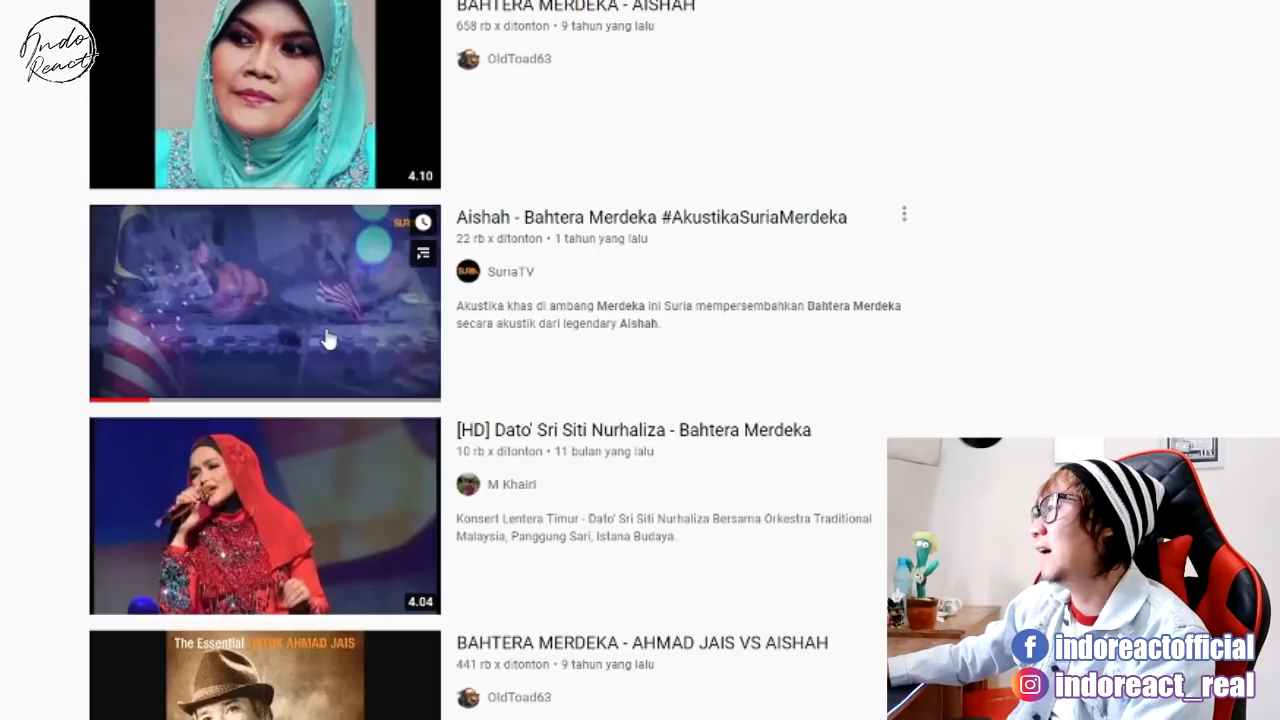 Indo
React
BAHTERA MERDEKA - AISHAH
658 rb x ditonton • 9 tahun yang lalu
OldToad63
4.10
SURIA
Aishah - Bahtera Merdeka #AkustikaSuriaMerdeka
22 rb x ditonton • 1 tahun yang lalu
SuriaTV
Akustika khas di ambang Merdeka ini Suria mempersembahkan Bahtera Merdeka
secara akustik dari legendary Aishah.
[HD] Dato' Sri Siti Nurhaliza - Bahtera Merdeka
10 rb x ditonton • 11 bulan yang lalu
M Khairi
Konsert Lentera Timur - Dato' Sri Siti Nurhaliza Bersama Orkestra Traditional
Malaysia, Panggung Sari, Istana Budaya.
4.04
The Essential DATUK AHMAD JAIS
BAHTERA MERDEKA - AHMAD JAIS VS AISHAH
441 rb x ditonton • 9 tahun yang lalu
OldToad63
indoreactofficial
indoreact_real